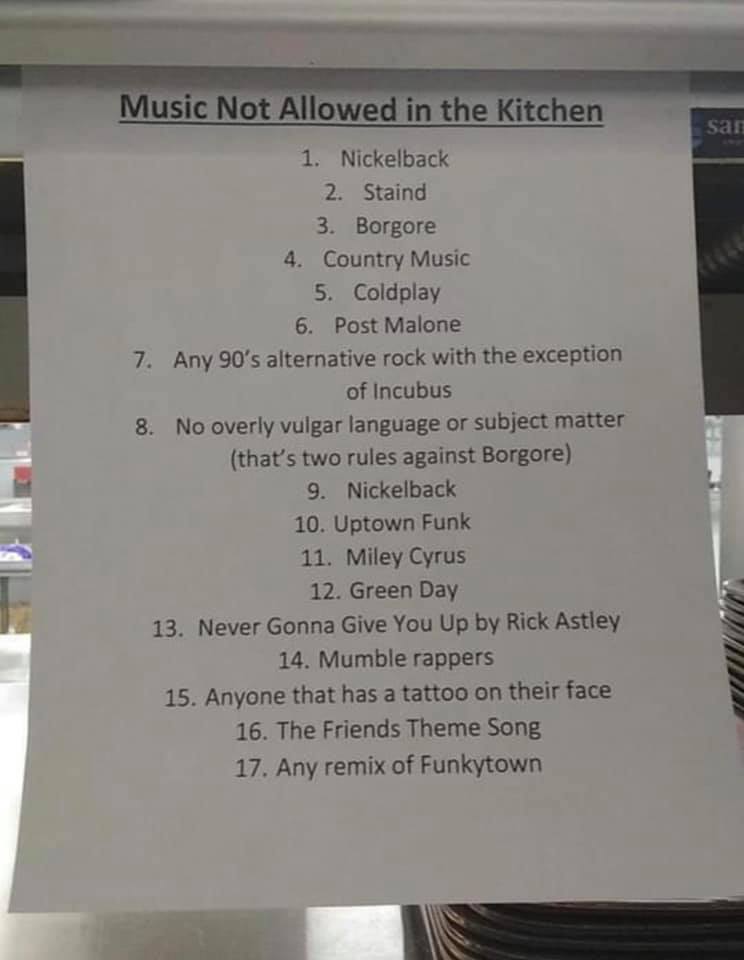 Music Not Allowed in the Kitchen
1. Nickelback
2. Staind
3. Borgore
4. Country Music
5. Coldplay
6. Post Malone
7. Any 90's alternative rock with the exception
of Incubus
8. No overly vulgar language or subject matter
(that's two rules against Borgore)
9. Nickelback
10. Uptown Funk
11. Miley Cyrus
12. Green Day
13. Never Gonna Give You Up by Rick Astley
14. Mumble rappers
15. Anyone that has a tattoo on their face
16. The Friends Theme Song
17. Any remix of Funkytown